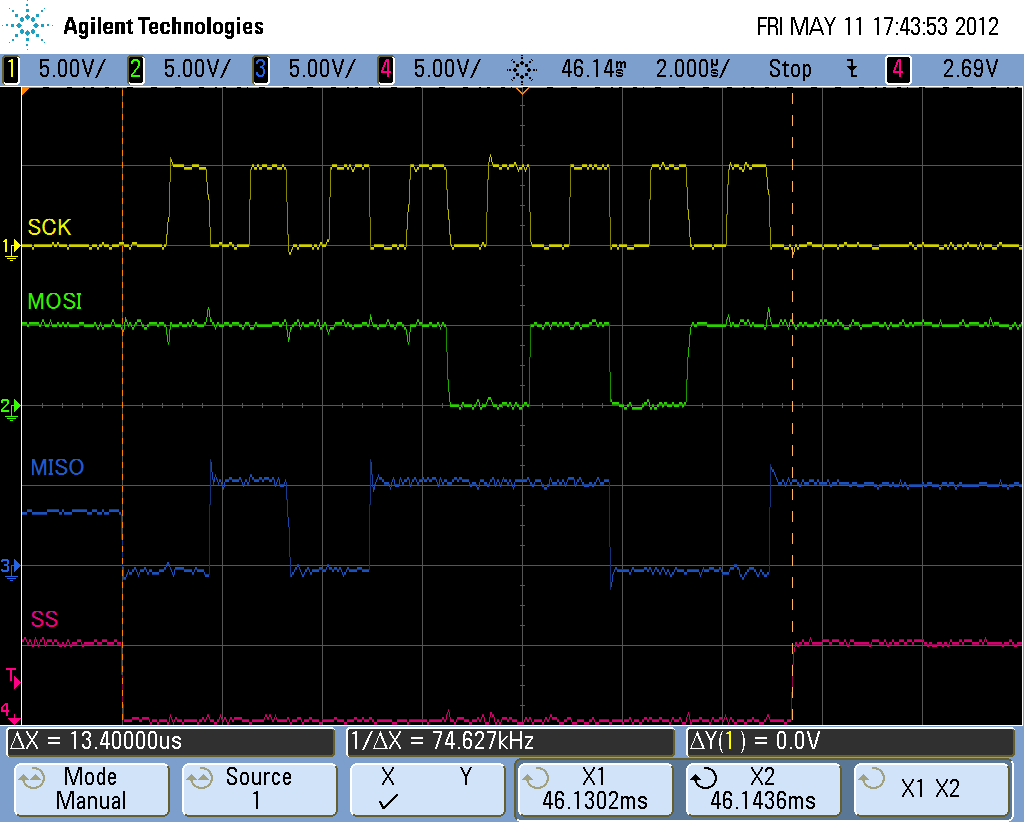 Agilent Technologies
FRI MAY 11 17:43:53 2012
1 5.00V/ 2 5.00V/ 3 5.00V/ 4 5.00V/ 46.14ms 2.000us/ Stop 4 2.69V
SCK
1
MOSI
2
MISO
3
SS
T
4
ΔX = 13.40000us
1/ΔX = 74.627kHz
ΔY(1) = 0.0V
Mode
Manual
Source
1
X Y
X1
46.1302ms
X2
46.1436ms
X1 X2